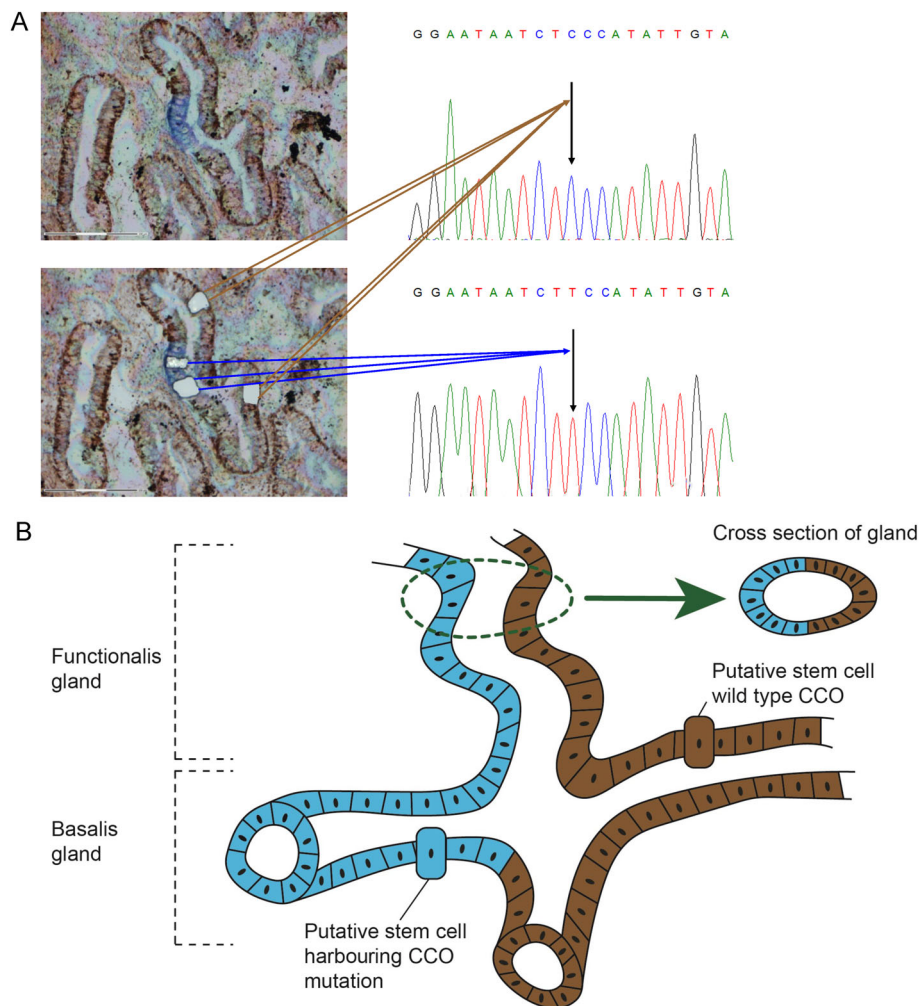 A
G G A A T A A T C T C C C A T A T T G T A
G G A A T A A T C T T C C A T A T T G T A
B
Cross section of gland
Functionalis
gland
Putative stem cell
wild type CCO
Basalis
gland
Putative stem cell
harbouring CCO
mutation